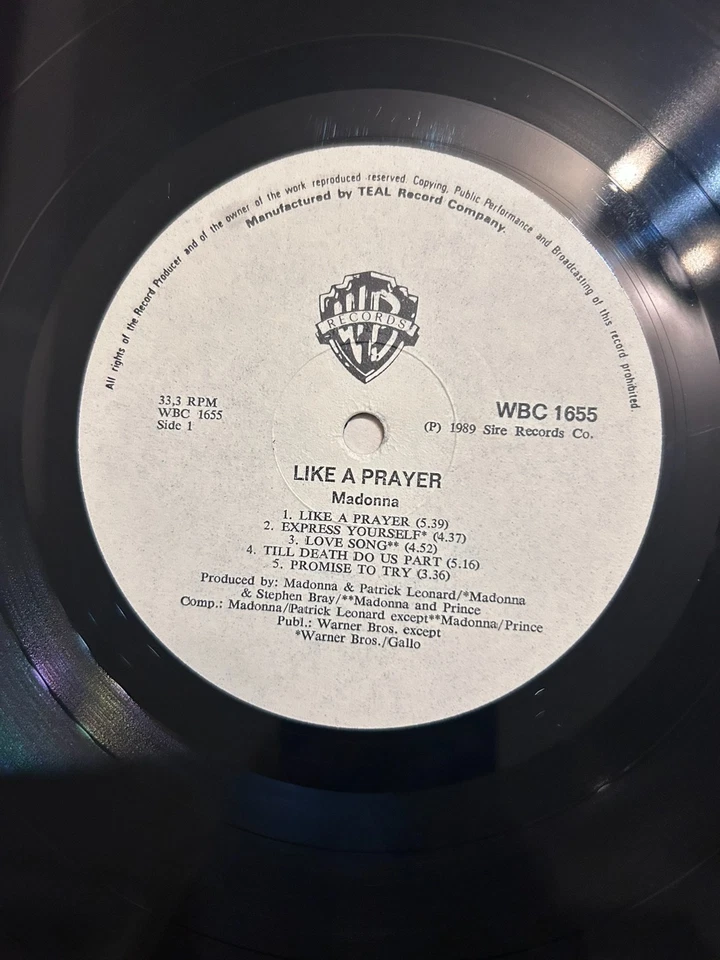 All rights of the Record Producer and of the owner of the work reproduced reserved. Copying, Public Performance and Broadcasting of this record prohibited.
Manufactured by TEAL Record Company.
WB
RECORDS
33,3 RPM
WBC 1655
Side 1
WBC 1655
(P) 1989 Sire Records Co.
LIKE A PRAYER
Madonna
1. LIKE A PRAYER (5.39)
2. EXPRESS YOURSELF* (4.37)
3. LOVE SONG** (4.52)
4. TILL DEATH DO US PART (5.16)
5. PROMISE TO TRY (3.36)
Produced by: Madonna & Patrick Leonard/*Madonna
& Stephen Bray/**Madonna and Prince
Comp.: Madonna/Patrick Leonard except**Madonna/Prince
Publ.: Warner Bros. except
*Warner Bros./Gallo